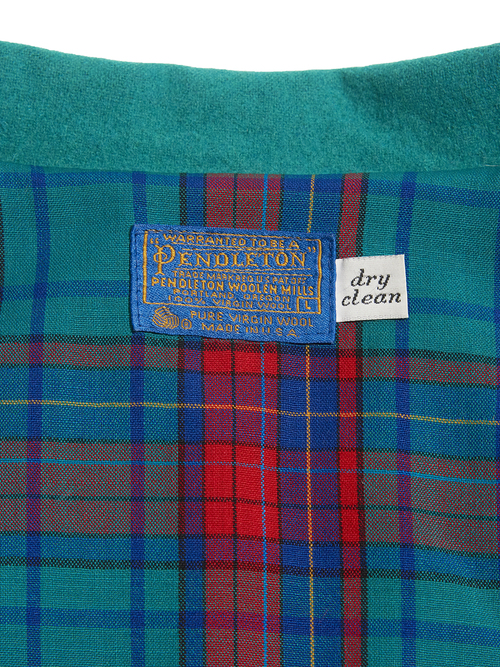 "WARRANTED TO BE A
PENDLETON"
TRADE MARK REG U.S. PAT OFF.
PENDLETON WOOLEN MILLS
PORTLAND, OREGON
100% VIRGIN WOOL L
PURE VIRGIN WOOL
® MADE IN U.S.A.
dry
clean